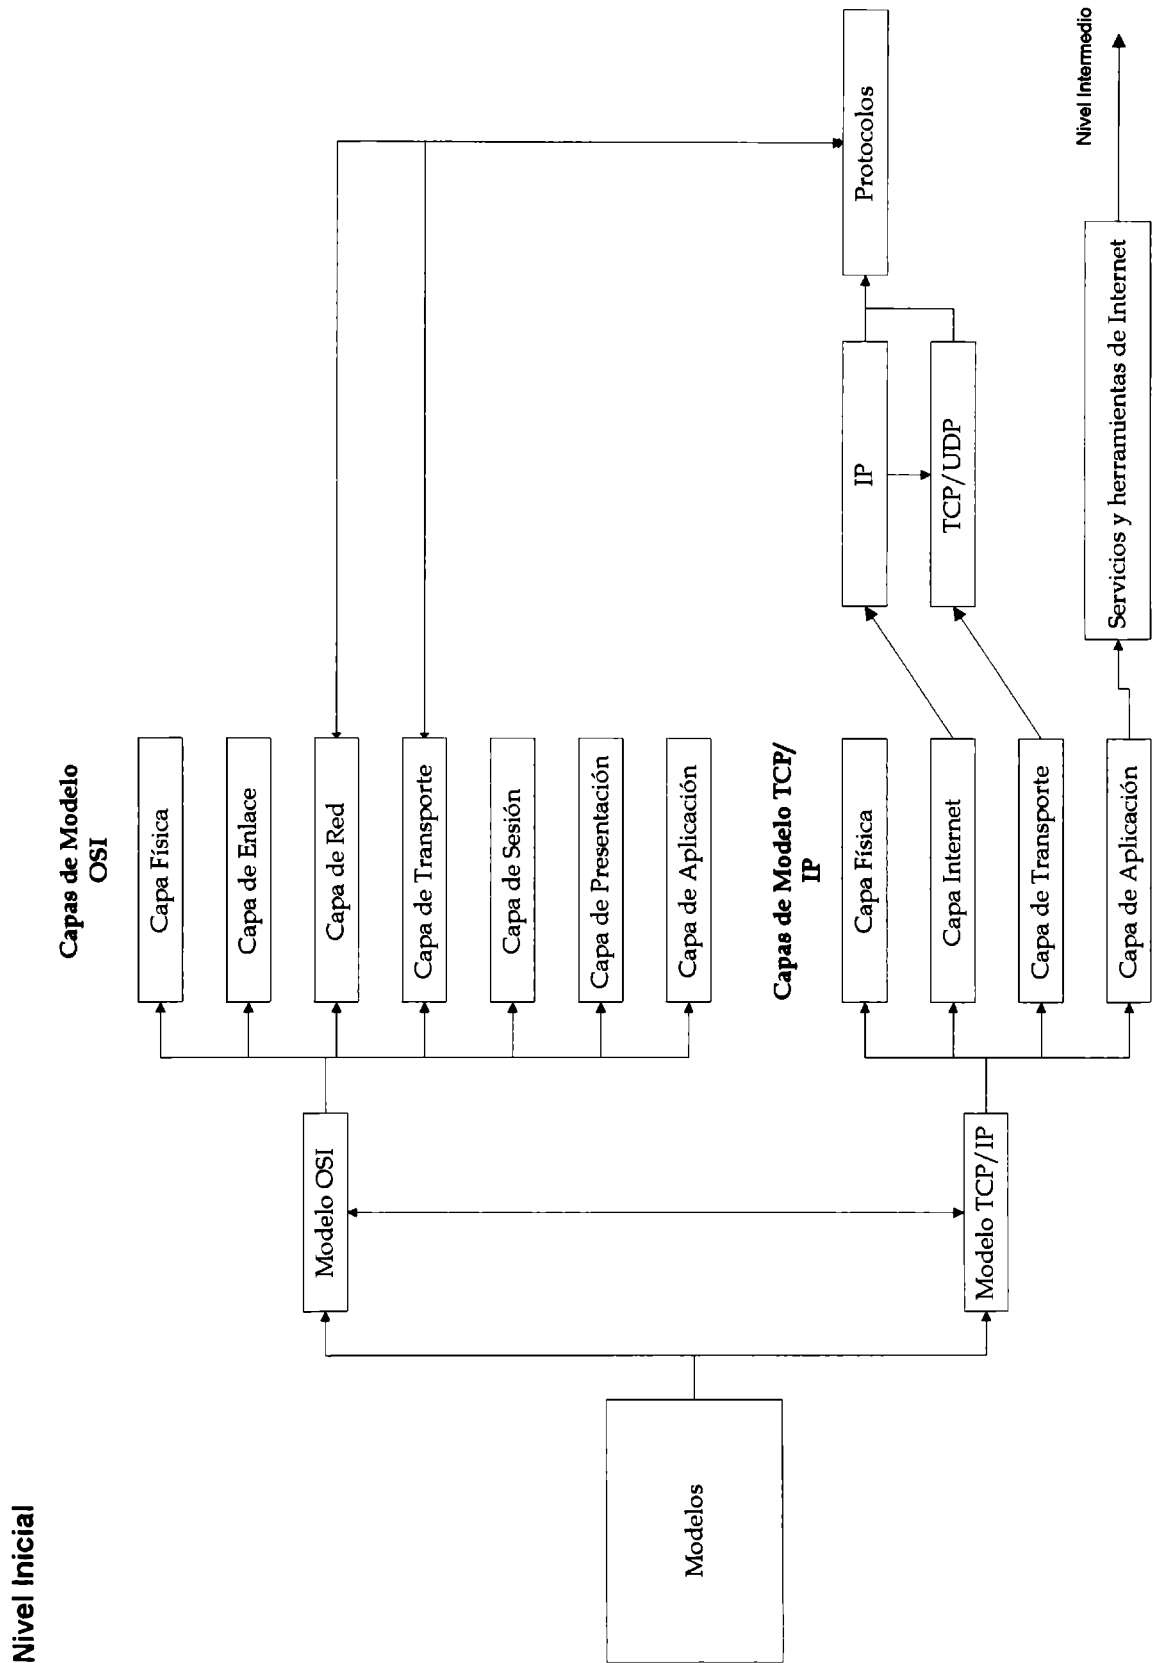 Nivel Inicial
Modelos
Modelo OSI
Modelo TCP/IP
Capas de Modelo
OSI
Capa Física
Capa de Enlace
Capa de Red
Capa de Transporte
Capa de Sesión
Capa de Presentación
Capa de Aplicación
Capas de Modelo TCP/
IP
Capa Física
Capa Internet
Capa de Transporte
Capa de Aplicación
IP
TCP/UDP
Protocolos
Servicios y herramientas de Internet
Nivel Intermedio